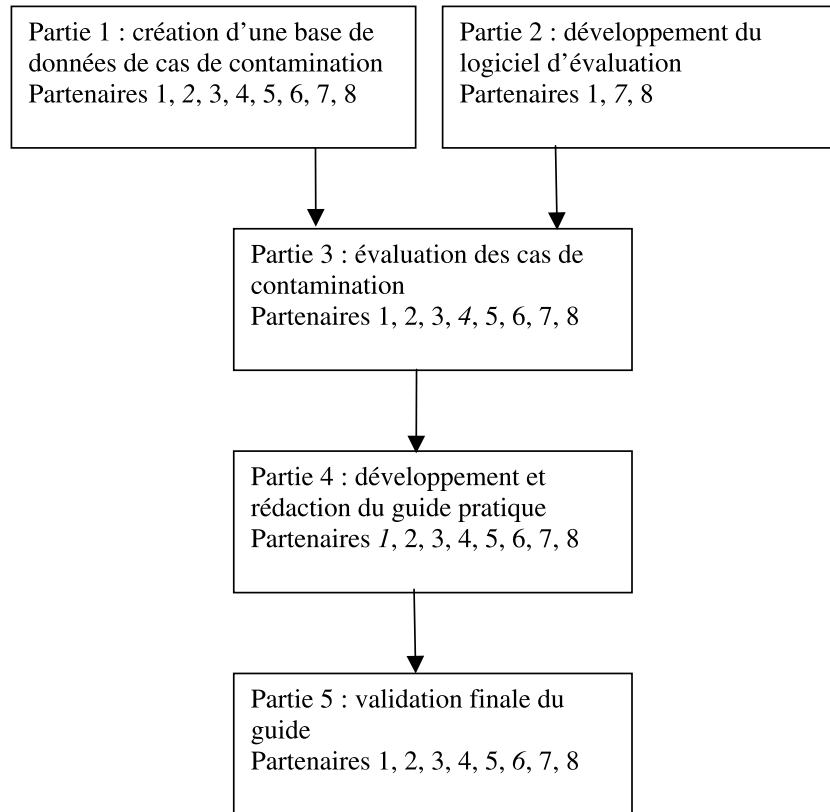 Partie 1 : création d’une base de
données de cas de contamination
Partenaires 1, 2, 3, 4, 5, 6, 7, 8
Partie 2 : développement du
logiciel d’évaluation
Partenaires 1, 7, 8
Partie 3 : évaluation des cas de
contamination
Partenaires 1, 2, 3, 4, 5, 6, 7, 8
Partie 4 : développement et
rédaction du guide pratique
Partenaires 1, 2, 3, 4, 5, 6, 7, 8
Partie 5 : validation finale du
guide
Partenaires 1, 2, 3, 4, 5, 6, 7, 8